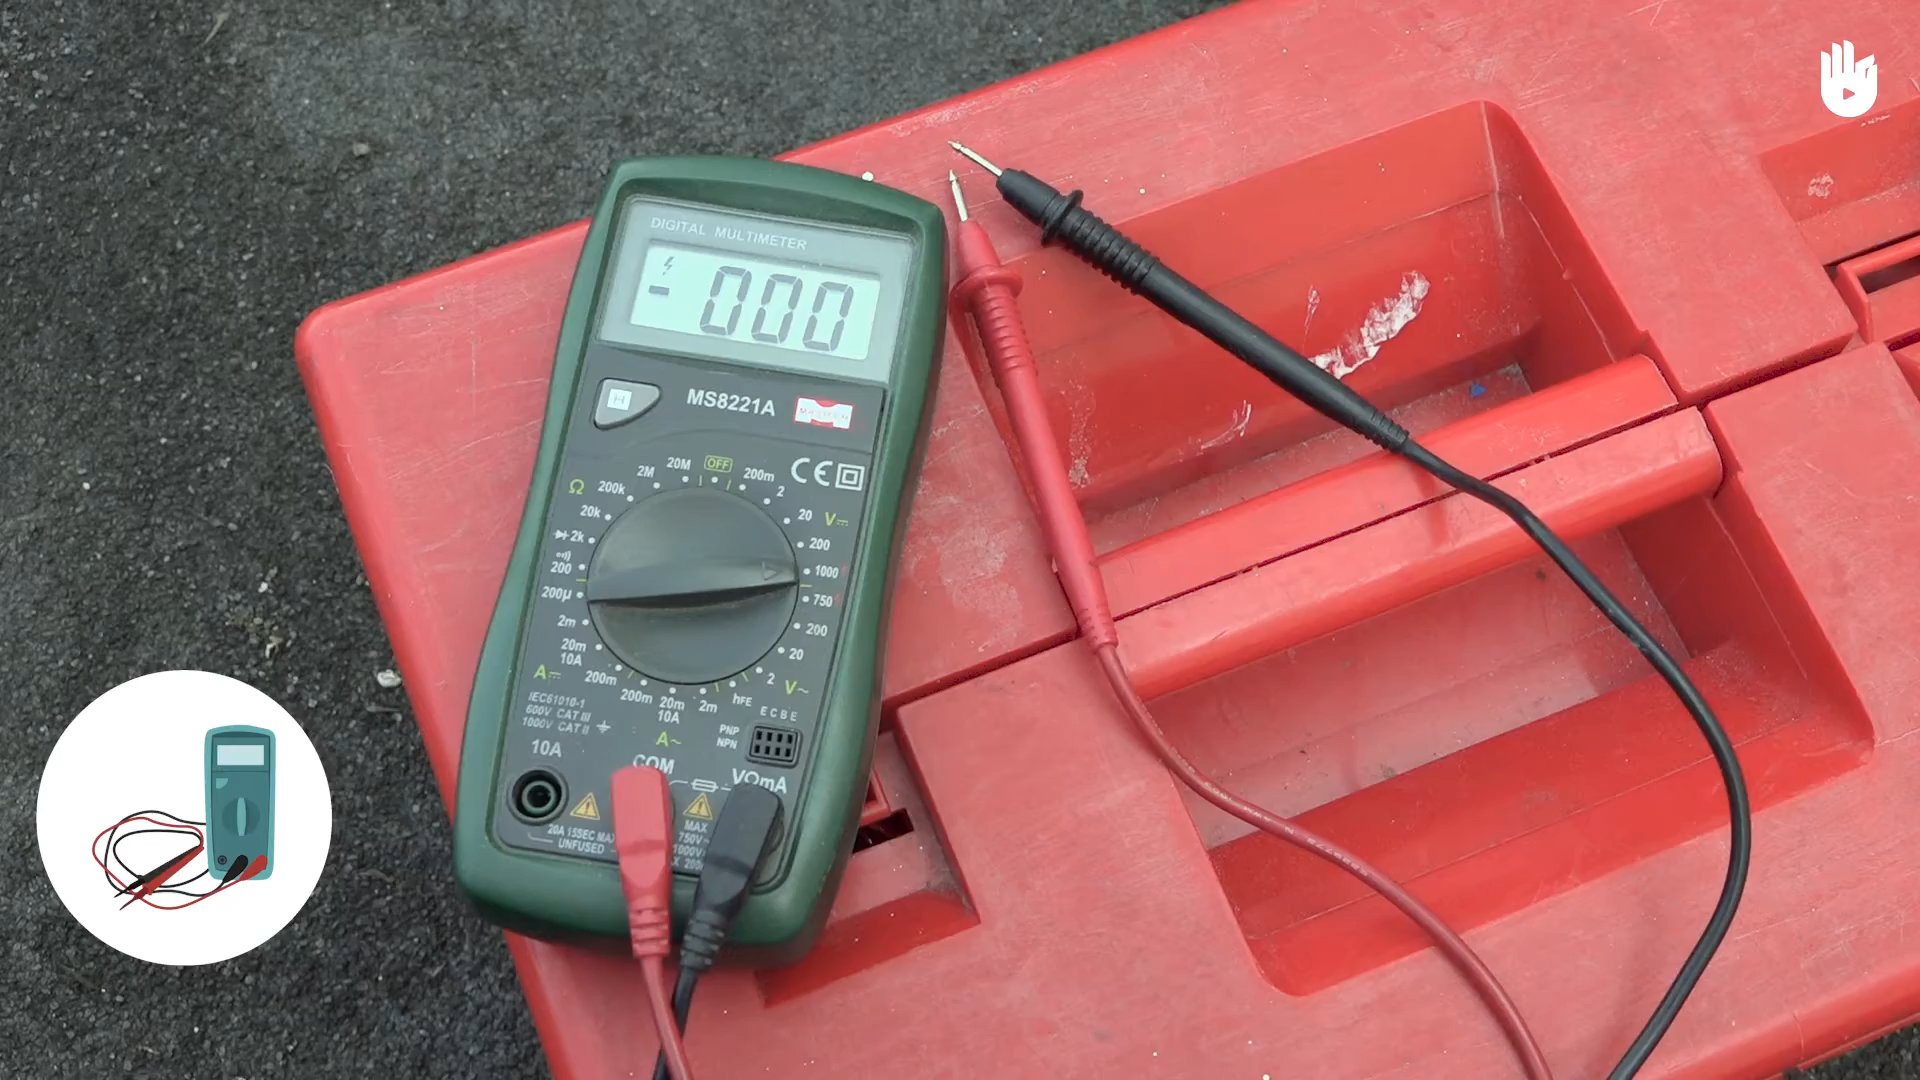 DIGITAL MULTIMETER
- 000
H
MS8221A
MASTECH
OFF
20M
200m
2M
2
Ω
200k
20
V
20k
200
2k
1000
200
750
200µ
200
2m
20
20m
10A
2
V~
A
200m
200m
20m
10A
2m
hFE
A~
E C B E
IEC61010-1
600V CAT III
1000V CAT II
PNP
NPN
10A
COM
VΩmA
20A 15SEC MAX
UNFUSED
MAX
750V~
1000V